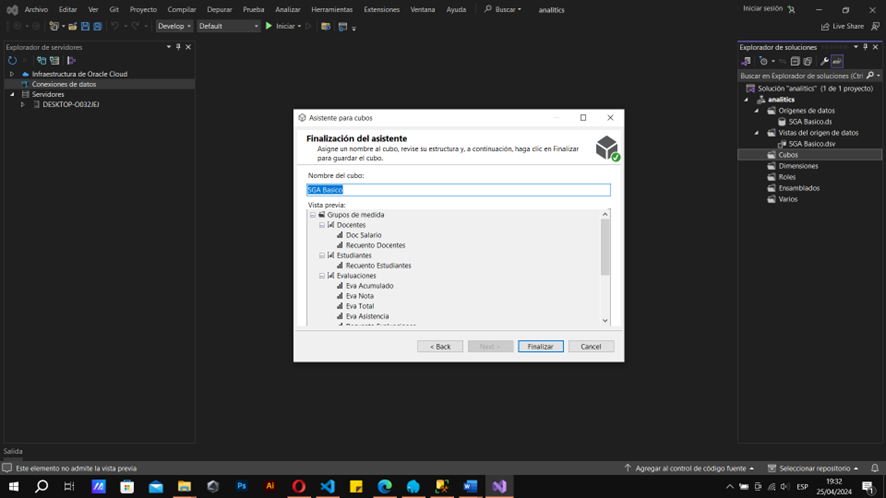 Archivo Editar Ver Git Proyecto Compilar Depurar Prueba Analizar Herramientas Extensiones Ventana Ayuda Buscar analitics Iniciar sesión
Develop Default Iniciar Live Share
Explorador de servidores
Infraestructura de Oracle Cloud
Conexiones de datos
Servidores
DESKTOP-O032JEJ
Asistente para cubos
Finalización del asistente
Asigne un nombre al cubo, revise su estructura y, a continuación, haga clic en Finalizar
para guardar el cubo.
Nombre del cubo:
SGA Basico
Vista previa:
Grupos de medida
Docentes
Doc Salario
Recuento Docentes
Estudiantes
Recuento Estudiantes
Evaluaciones
Eva Acumulado
Eva Nota
Eva Total
Eva Asistencia
Recuento Evaluaciones
< Back Next > Finalizar Cancel
Explorador de soluciones
Buscar en Explorador de soluciones (Ctrl
Solución "analitics" (1 de 1 proyecto)
analitics
Orígenes de datos
SGA Basico.ds
Vistas del origen de datos
SGA Basico.dsv
Cubos
Dimensiones
Roles
Ensamblados
Varios
Salida
Este elemento no admite la vista previa Agregar al control de código fuente Seleccionar repositorio
Ps Ai W ESP 19:32
25/04/2024